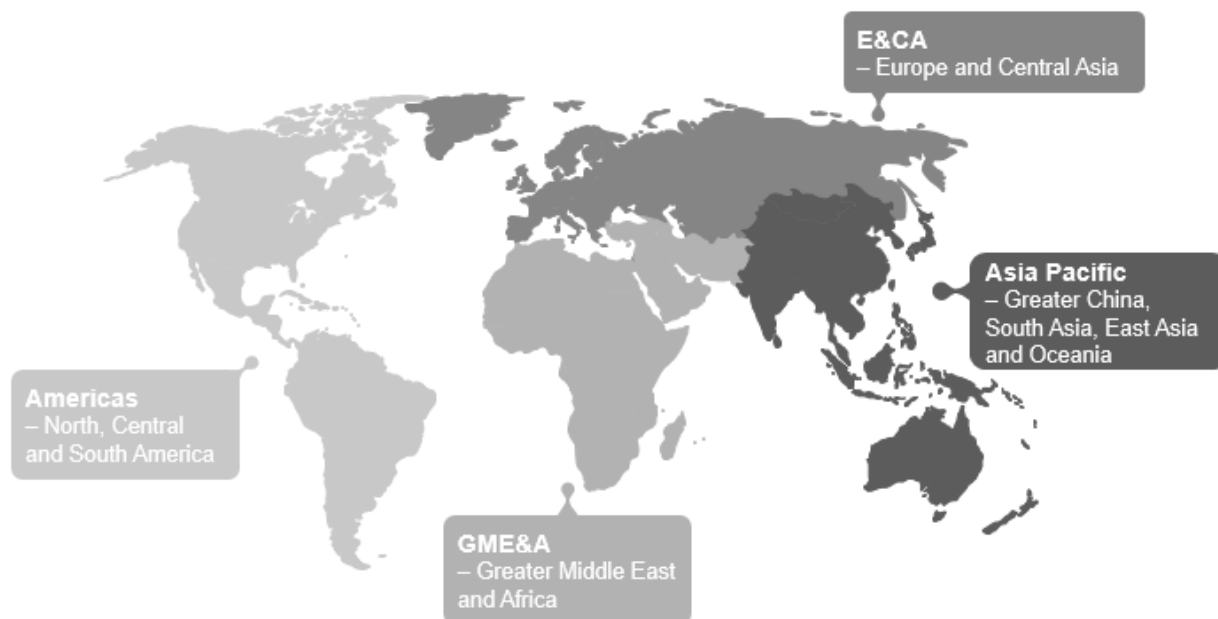 E&CA
– Europe and Central Asia
Asia Pacific
– Greater China,
South Asia, East Asia
and Oceania
Americas
– North, Central
and South America
GME&A
– Greater Middle East
and Africa